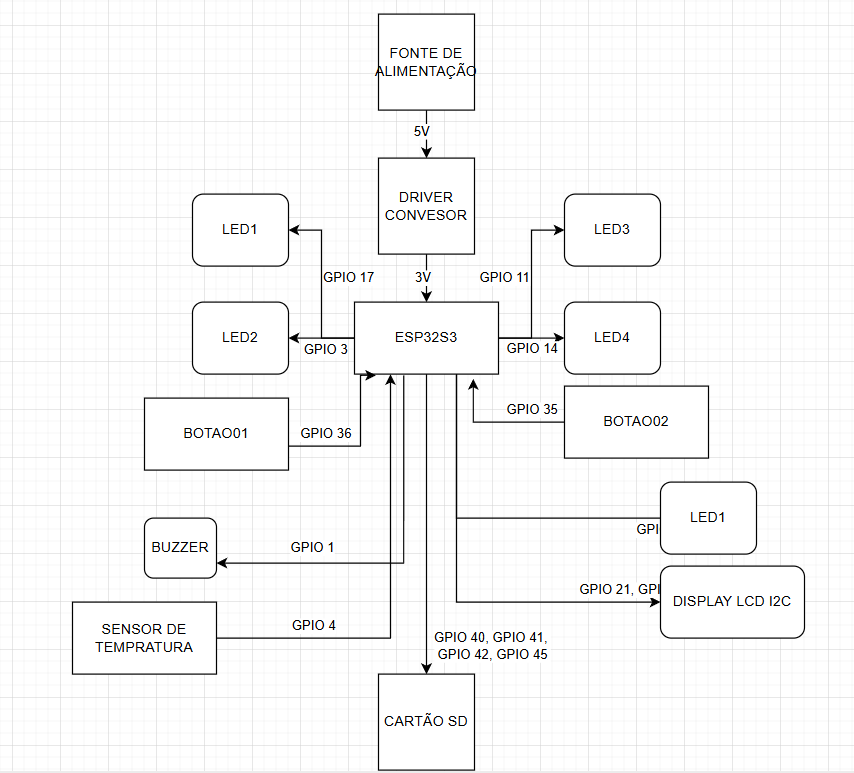 FONTE DE
ALIMENTAÇÃO
5V
DRIVER
CONVESOR
LED1
LED3
GPIO 17
3V
GPIO 11
LED2
ESP32S3
LED4
GPIO 3
GPIO 14
BOTAO01
GPIO 36
GPIO 35
BOTAO02
LED1
GPI
BUZZER
GPIO 1
GPIO 21, GPI
DISPLAY LCD I2C
SENSOR DE
TEMPRATURA
GPIO 4
GPIO 40, GPIO 41,
GPIO 42, GPIO 45
CARTÃO SD